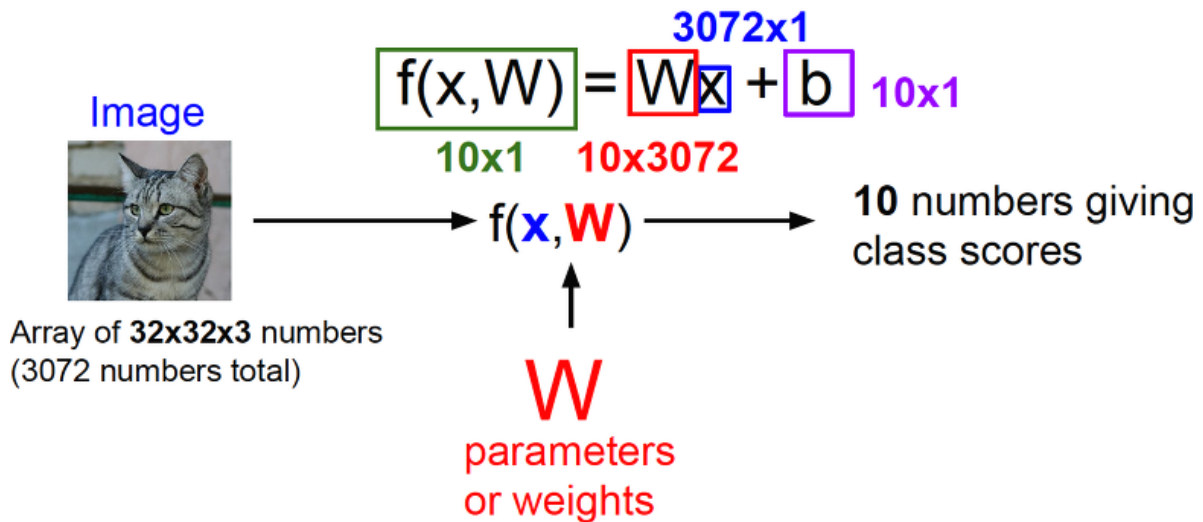 3072x1
f(x,W) = Wx + b 10x1
10x1 10x3072
Image
f(x,W)
10 numbers giving
class scores
Array of 32x32x3 numbers
(3072 numbers total)
W
parameters
or weights